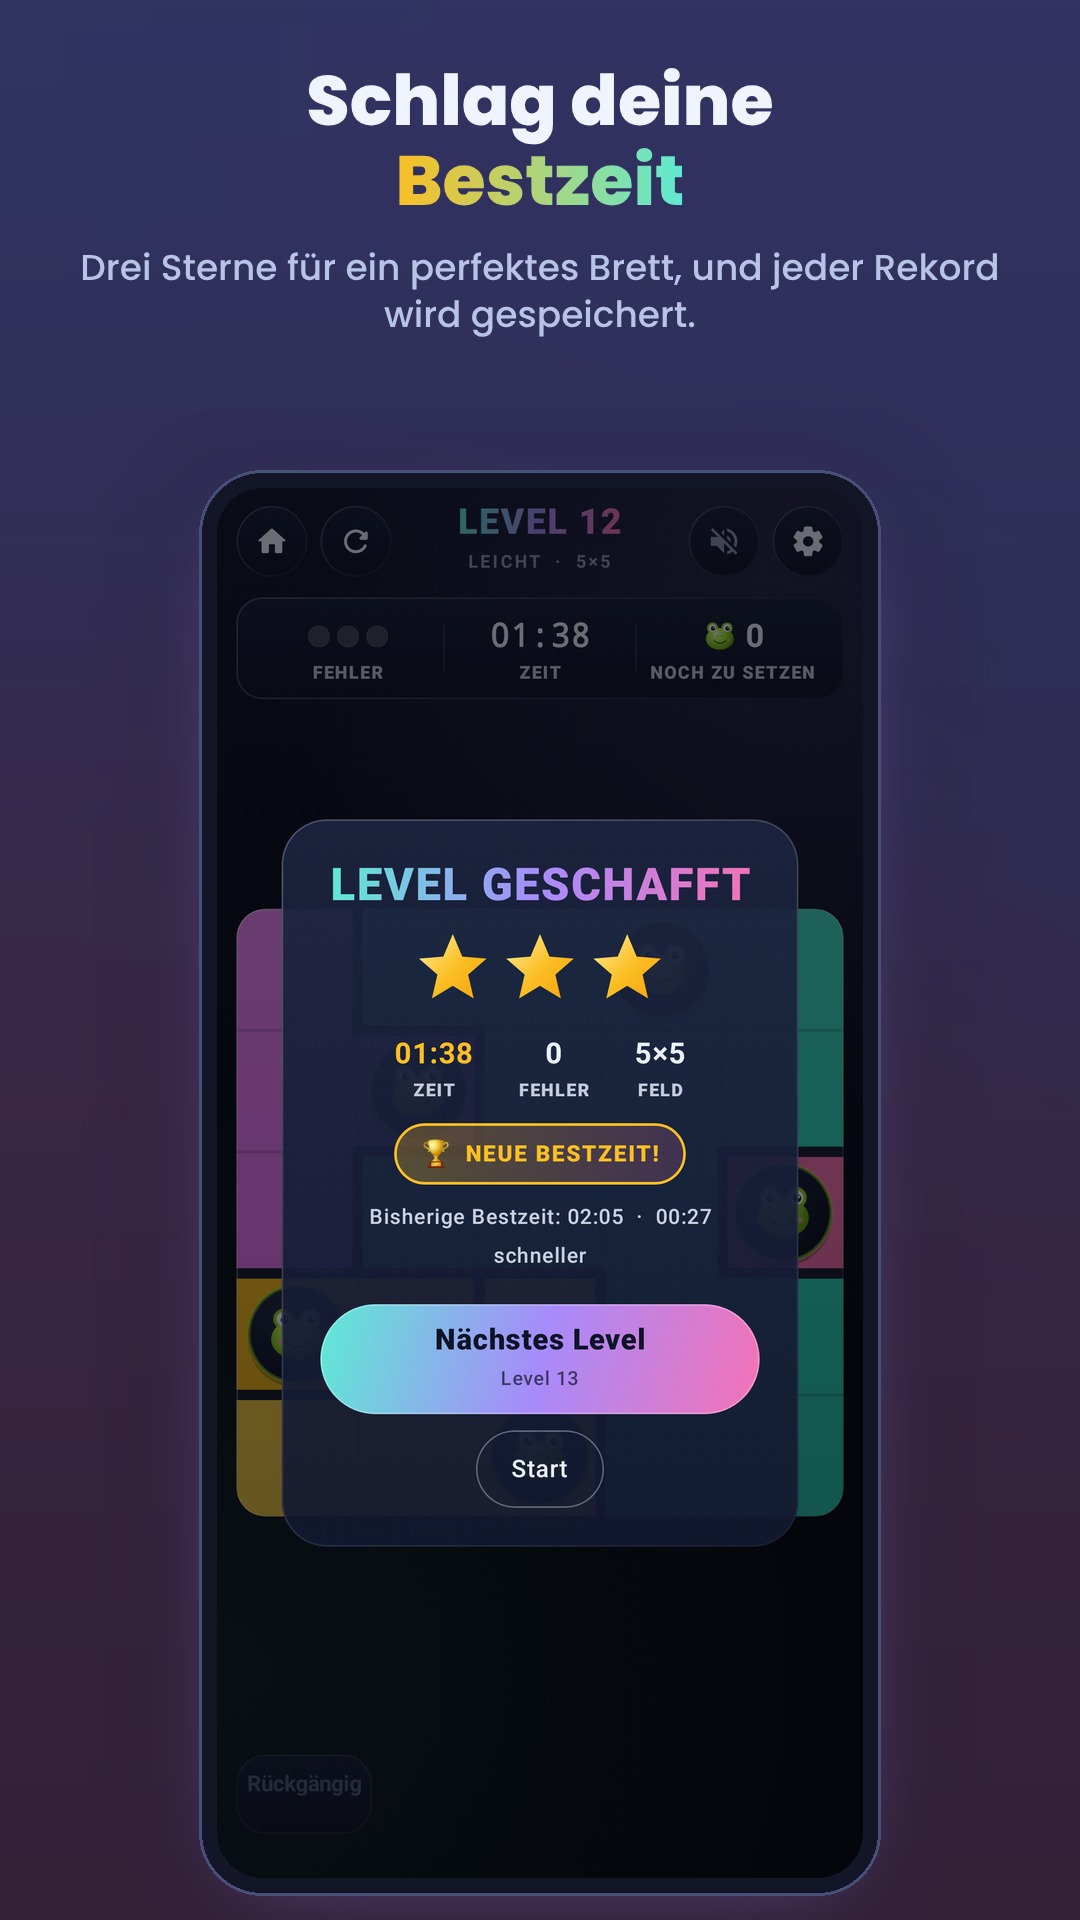 Schlag deine
Bestzeit
Drei Sterne für ein perfektes Brett, und jeder Rekord
wird gespeichert.
LEVEL 12
LEICHT · 5×5
01:38
0
FEHLER
ZEIT
NOCH ZU SETZEN
LEVEL GESCHAFFT
01:38
0
5×5
ZEIT
FEHLER
FELD
NEUE BESTZEIT!
Bisherige Bestzeit: 02:05 · 00:27
schneller
Nächstes Level
Level 13
Start
Rückgängig